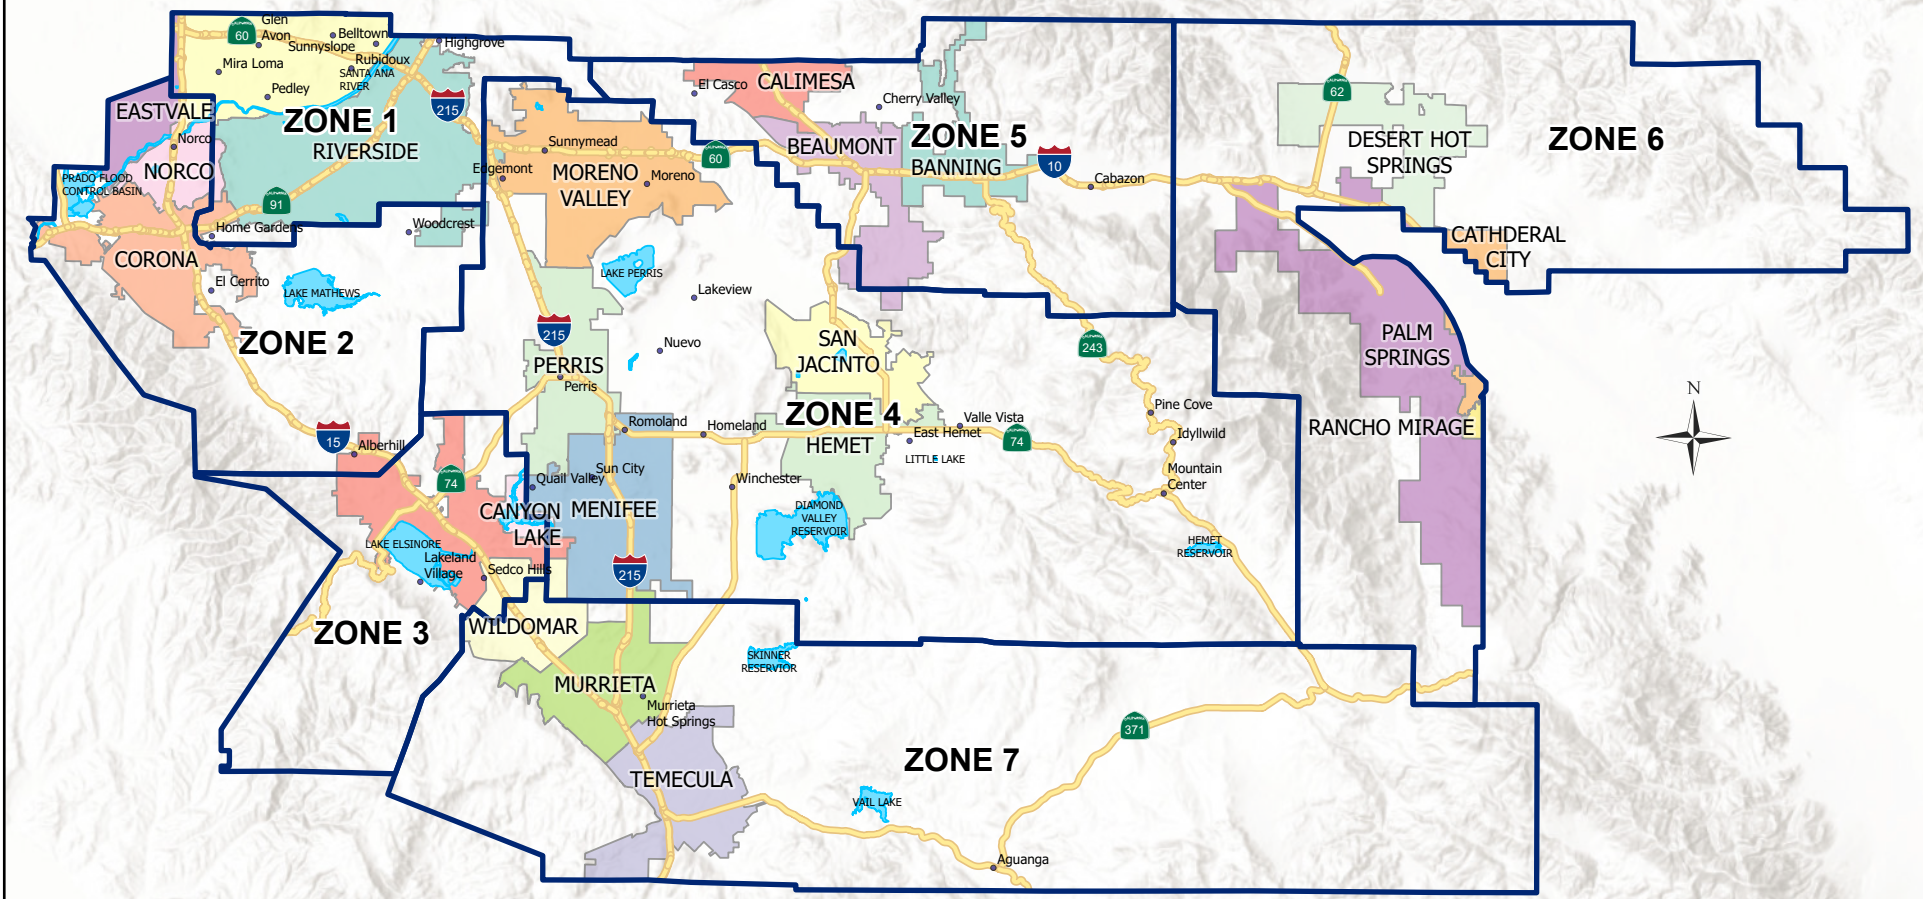 Glen
Avon
60
Belltown
Sunnyslope
Highgrove
Rubidoux
Mira Loma
SANTA ANA
RIVER
Pedley
215
EASTVALE
ZONE 1
RIVERSIDE
Norco
NORCO
PRADO FLOOD
CONTROL BASIN
91
Home Gardens
Woodcrest
CORONA
El Cerrito
LAKE MATHEWS
ZONE 2
15
Alberhill
Sunnymead
Edgemont
MORENO
VALLEY
Moreno
60
LAKE PERRIS
Lakeview
215
Nuevo
PERRIS
Perris
El Casco
CALIMESA
Cherry Valley
BEAUMONT
ZONE 5
BANNING
10
Cabazon
62
DESERT HOT
SPRINGS
ZONE 6
CATHDERAL
CITY
SAN
JACINTO
243
PALM
SPRINGS
N
RANCHO MIRAGE
ZONE 4
HEMET
Romoland
Homeland
East Hemet
Valle Vista
74
Pine Cove
Idyllwild
LITTLE LAKE
Mountain
Center
Winchester
DIAMOND
VALLEY
RESERVOIR
HEMET
RESERVOIR
74
Quail Valley
Sun City
CANYON
LAKE
MENIFEE
LAKE ELSINORE
Lakeland
Village
Sedco Hills
215
ZONE 3
WILDOMAR
SKINNER
RESERVIOR
MURRIETA
Murrieta
Hot Springs
TEMECULA
ZONE 7
371
VAIL LAKE
Aguanga